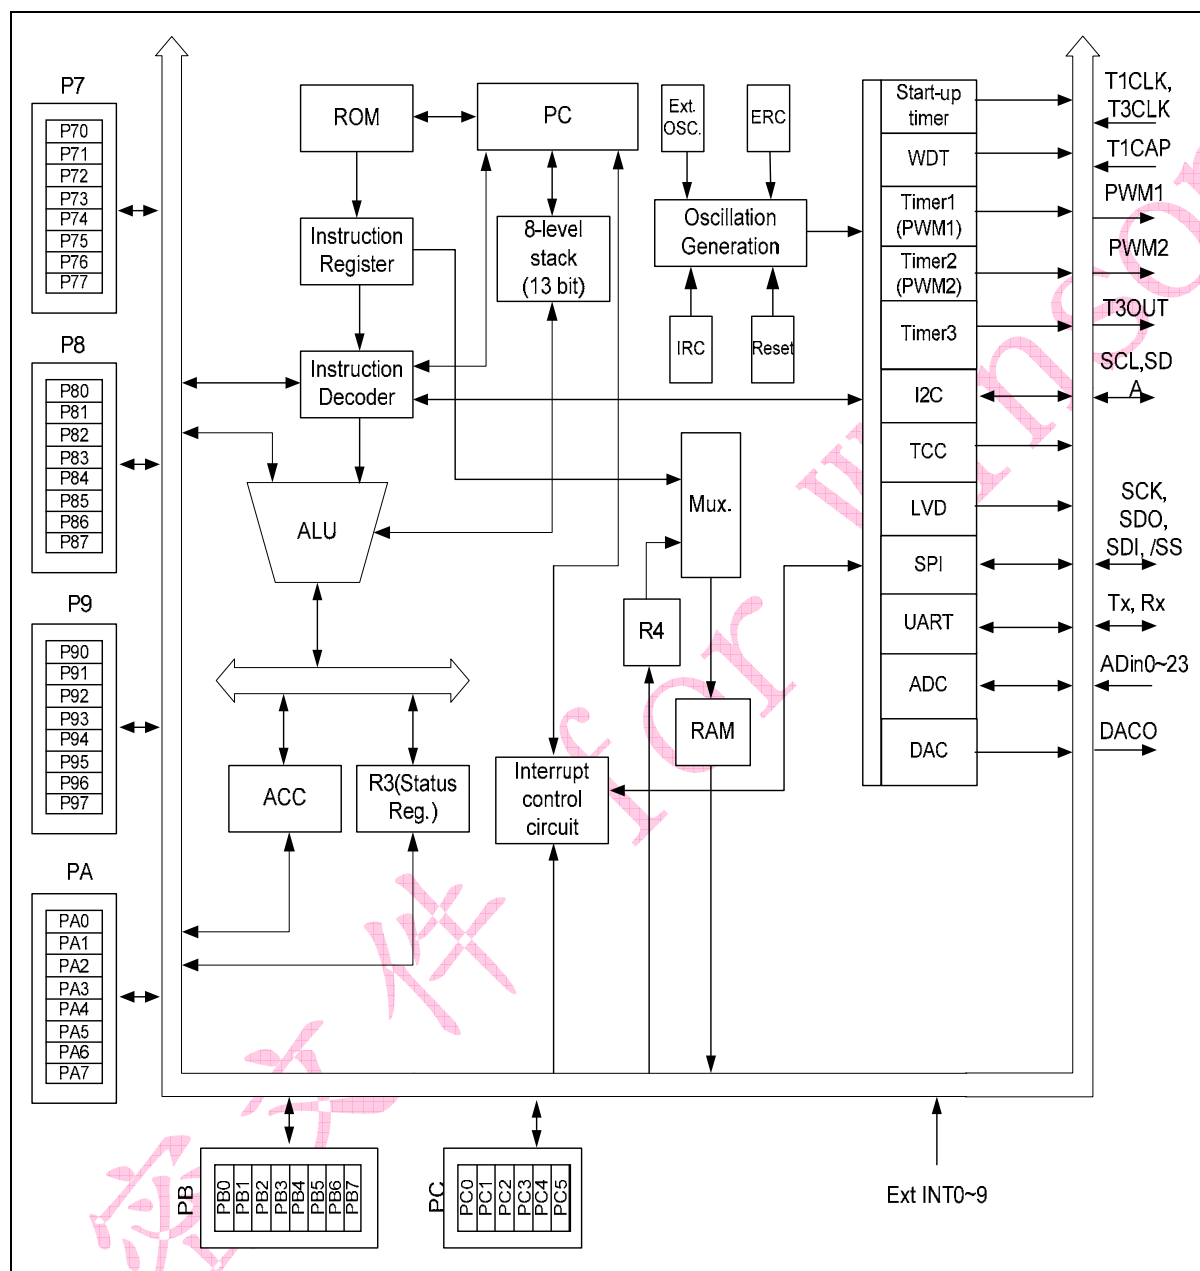 P7
P70
P71
P72
P73
P74
P75
P76
P77
P8
P80
P81
P82
P83
P84
P85
P86
P87
P9
P90
P91
P92
P93
P94
P95
P96
P97
PA
PA0
PA1
PA2
PA3
PA4
PA5
PA6
PA7
PB
PB0
PB1
PB2
PB3
PB4
PB5
PB6
PB7
PC
PC0
PC1
PC2
PC3
PC4
PC5
ROM
PC
Instruction
Register
8-level
stack
(13 bit)
Instruction
Decoder
ALU
ACC
R3(Status
Reg.)
Interrupt
control
circuit
Ext.
OSC.
ERC
Oscillation
Generation
IRC
Reset
Mux.
R4
RAM
Start-up
timer
WDT
Timer1
(PWM1)
Timer2
(PWM2)
Timer3
I2C
TCC
LVD
SPI
UART
ADC
DAC
T1CLK,
T3CLK
T1CAP
PWM1
PWM2
T3OUT
SCL,SD
A
SCK,
SDO,
SDI, /SS
Tx, Rx
ADin0~23
DACO
Ext INT0~9
密文件 for winson